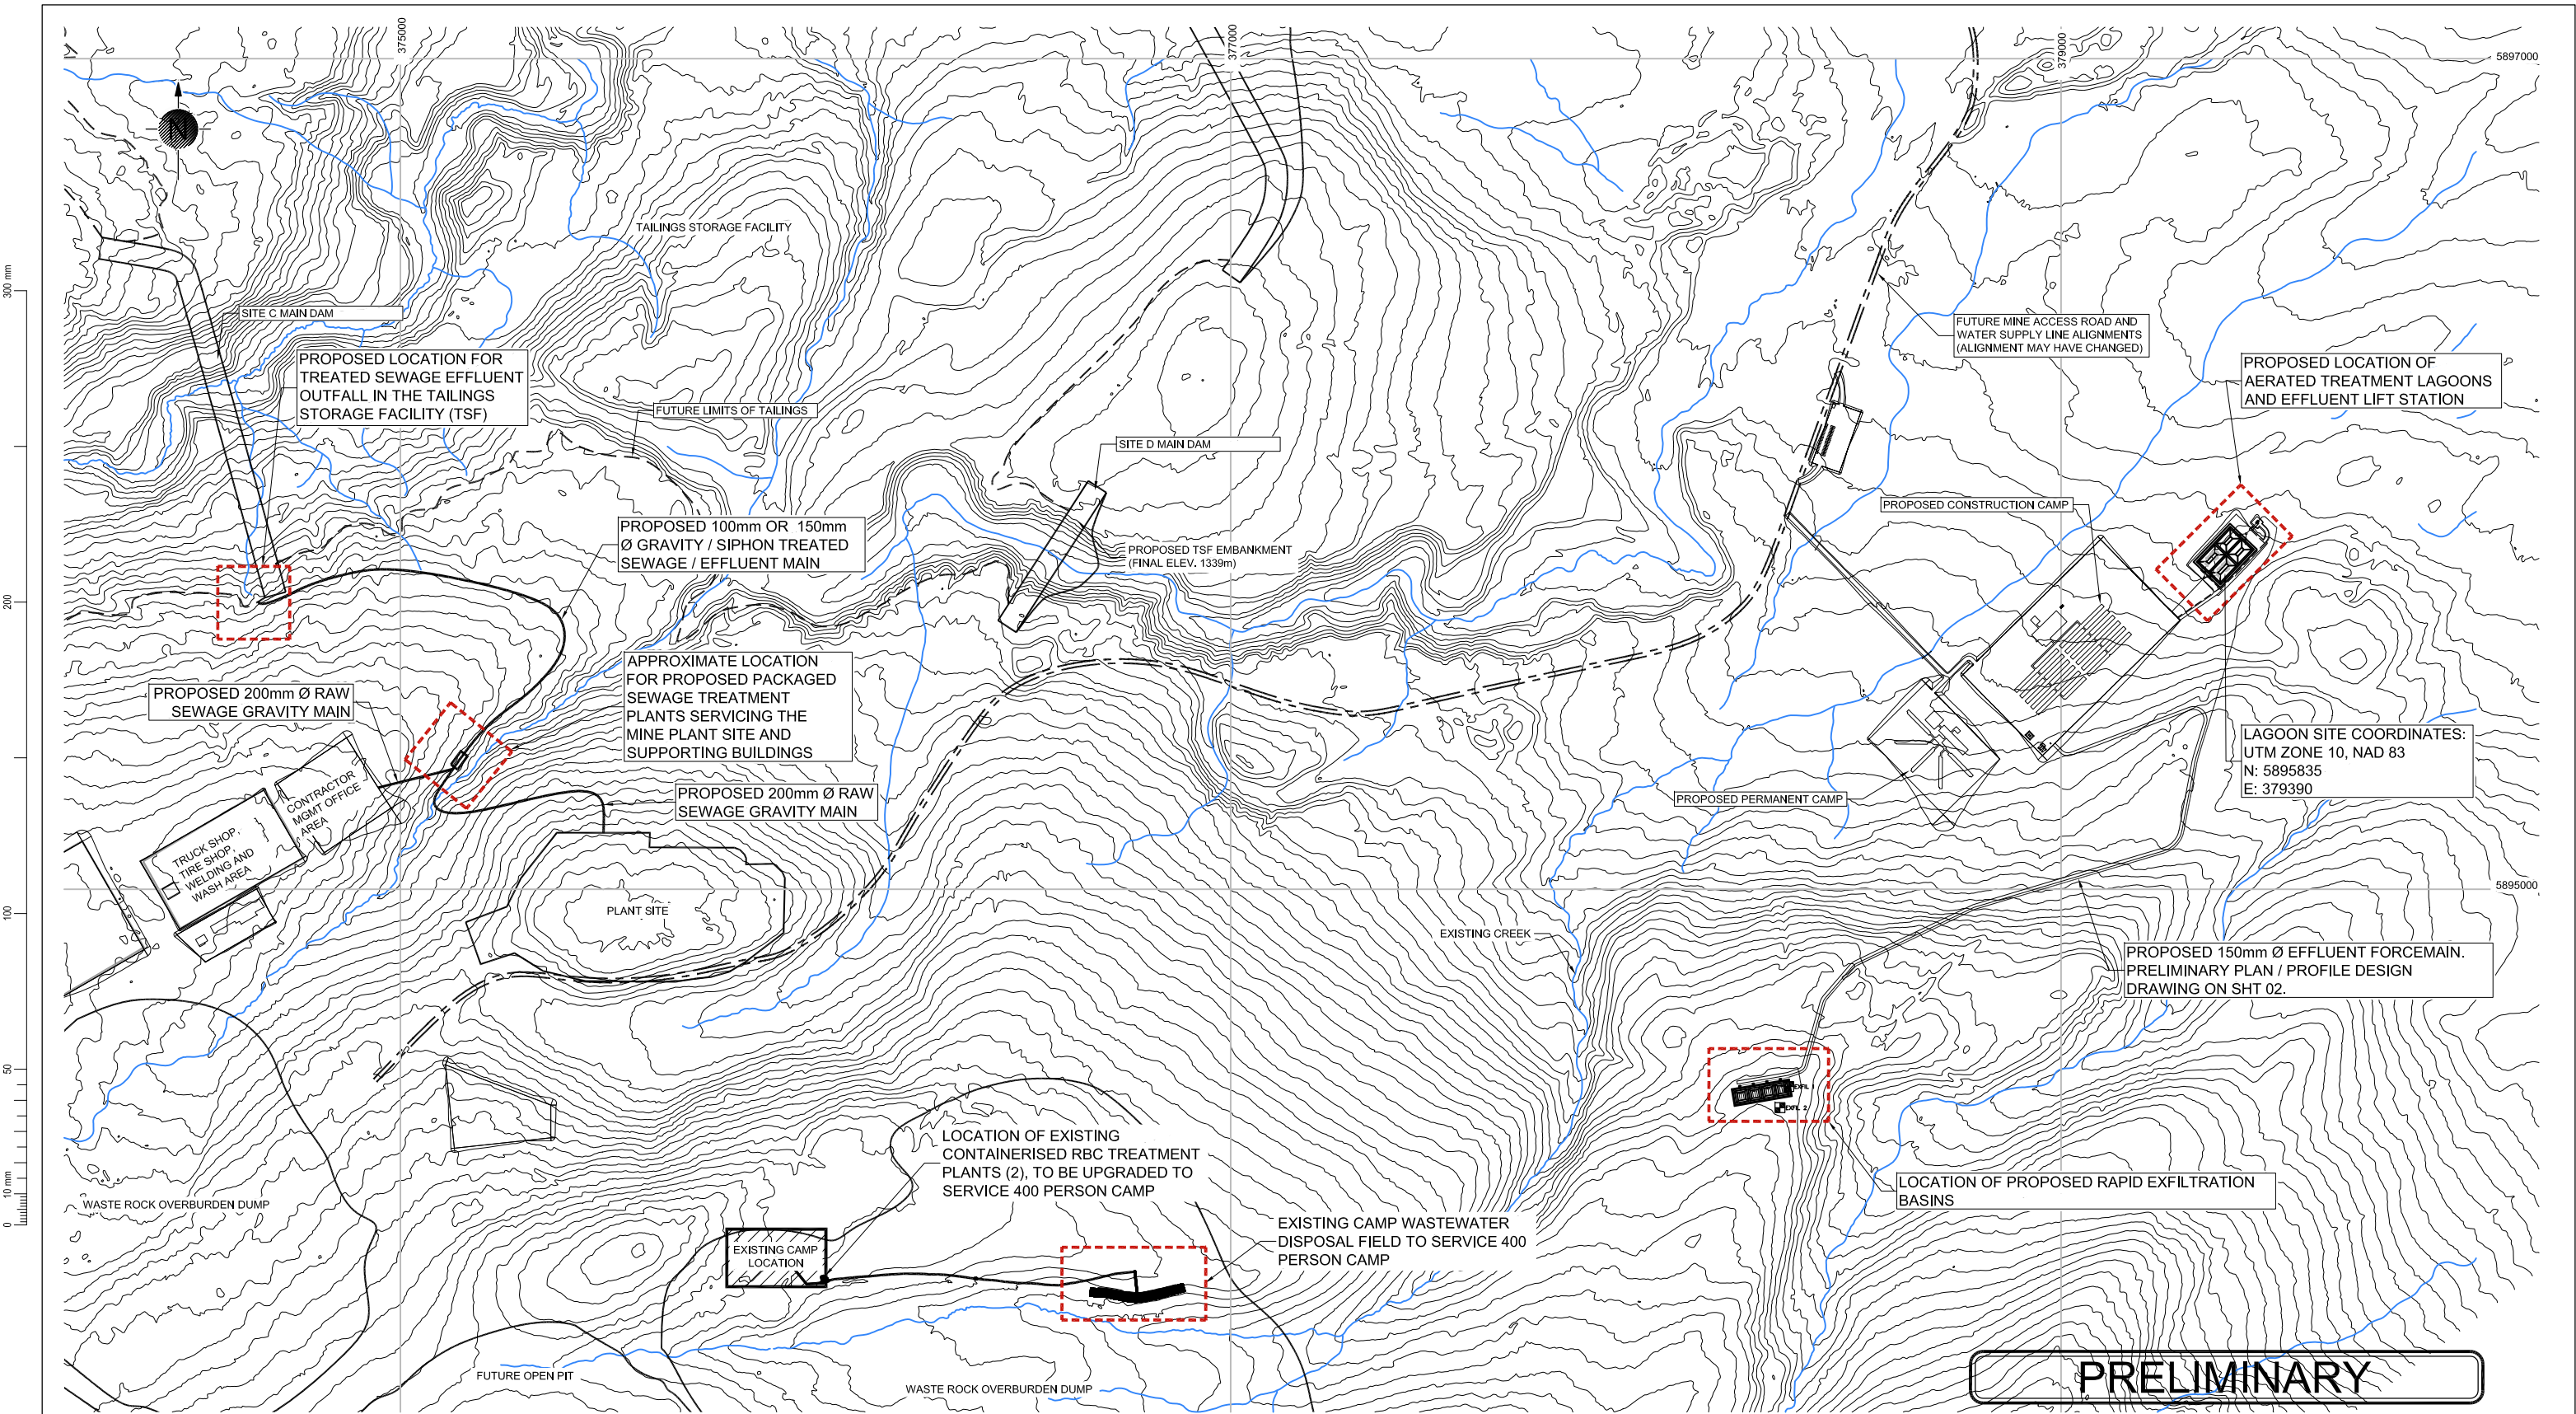 375000
377000
379000
5897000
N
TAILINGS STORAGE FACILITY
300 mm
SITE C MAIN DAM
FUTURE MINE ACCESS ROAD AND
WATER SUPPLY LINE ALIGNMENTS
(ALIGNMENT MAY HAVE CHANGED)
PROPOSED LOCATION FOR
TREATED SEWAGE EFFLUENT
OUTFALL IN THE TAILINGS
STORAGE FACILITY (TSF)
PROPOSED LOCATION OF
AERATED TREATMENT LAGOONS
AND EFFLUENT LIFT STATION
FUTURE LIMITS OF TAILINGS
SITE D MAIN DAM
PROPOSED CONSTRUCTION CAMP
PROPOSED 100mm OR 150mm
Ø GRAVITY / SIPHON TREATED
SEWAGE / EFFLUENT MAIN
PROPOSED TSF EMBANKMENT
(FINAL ELEV. 1339m)
200
APPROXIMATE LOCATION
FOR PROPOSED PACKAGED
SEWAGE TREATMENT
PLANTS SERVICING THE
MINE PLANT SITE AND
SUPPORTING BUILDINGS
PROPOSED 200mm Ø RAW
SEWAGE GRAVITY MAIN
LAGOON SITE COORDINATES:
UTM ZONE 10, NAD 83
N: 5895835
E: 379390
CONTRACTOR
MGMT OFFICE
AREA
PROPOSED 200mm Ø RAW
SEWAGE GRAVITY MAIN
PROPOSED PERMANENT CAMP
TRUCK SHOP,
TIRE SHOP,
WELDING AND
WASH AREA
5895000
100
PLANT SITE
EXISTING CREEK
PROPOSED 150mm Ø EFFLUENT FORCEMAIN.
PRELIMINARY PLAN / PROFILE DESIGN
DRAWING ON SHT 02.
50
EXFIL 1
EXFIL 2
LOCATION OF EXISTING
CONTAINERISED RBC TREATMENT
PLANTS (2), TO BE UPGRADED TO
SERVICE 400 PERSON CAMP
LOCATION OF PROPOSED RAPID EXFILTRATION
BASINS
10 mm
WASTE ROCK OVERBURDEN DUMP
0
EXISTING CAMP WASTEWATER
DISPOSAL FIELD TO SERVICE 400
PERSON CAMP
EXISTING CAMP
LOCATION
FUTURE OPEN PIT
WASTE ROCK OVERBURDEN DUMP
PRELIMINARY